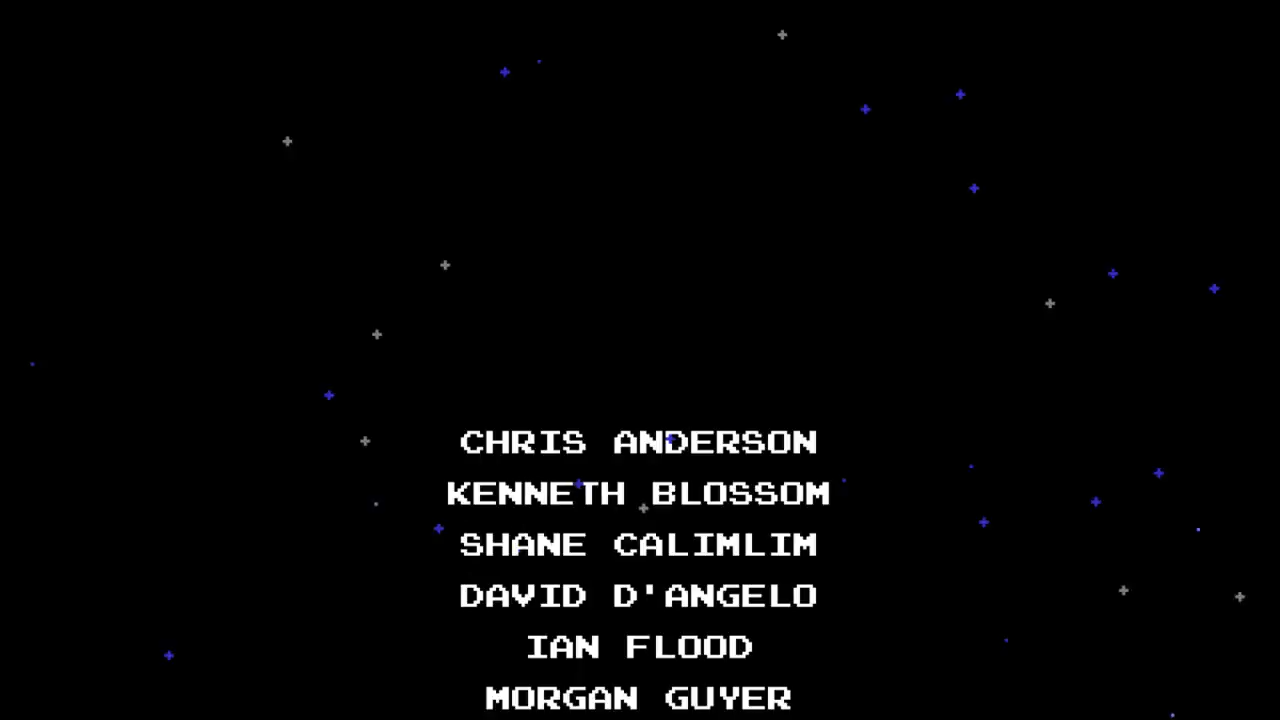 CHRIS ANDERSON
KENNETH BLOSSOM
SHANE CALIMLIM
DAVID D'ANGELO
IAN FLOOD
MORGAN GUYER